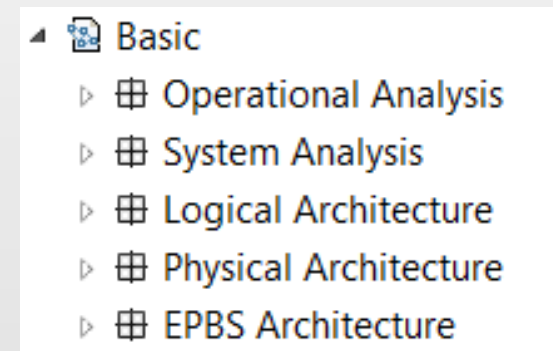 Basic
Operational Analysis
System Analysis
Logical Architecture
Physical Architecture
EPBS Architecture